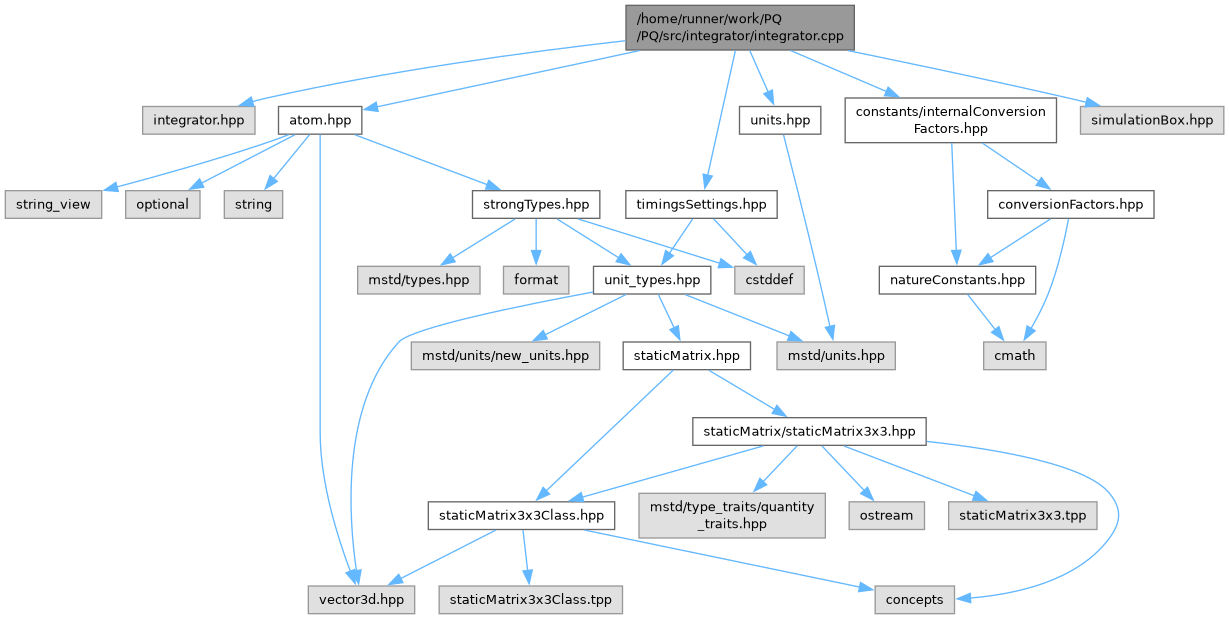 /home/runner/work/PQ
/PQ/src/integrator/integrator.cpp
integrator.hpp
atom.hpp
units.hpp
constants/internalConversion
Factors.hpp
simulationBox.hpp
string_view
optional
string
strongTypes.hpp
timingsSettings.hpp
conversionFactors.hpp
mstd/types.hpp
format
unit_types.hpp
cstddef
natureConstants.hpp
mstd/units/new_units.hpp
staticMatrix.hpp
mstd/units.hpp
cmath
staticMatrix/staticMatrix3x3.hpp
staticMatrix3x3Class.hpp
mstd/type_traits/quantity
_traits.hpp
ostream
staticMatrix3x3.tpp
vector3d.hpp
staticMatrix3x3Class.tpp
concepts